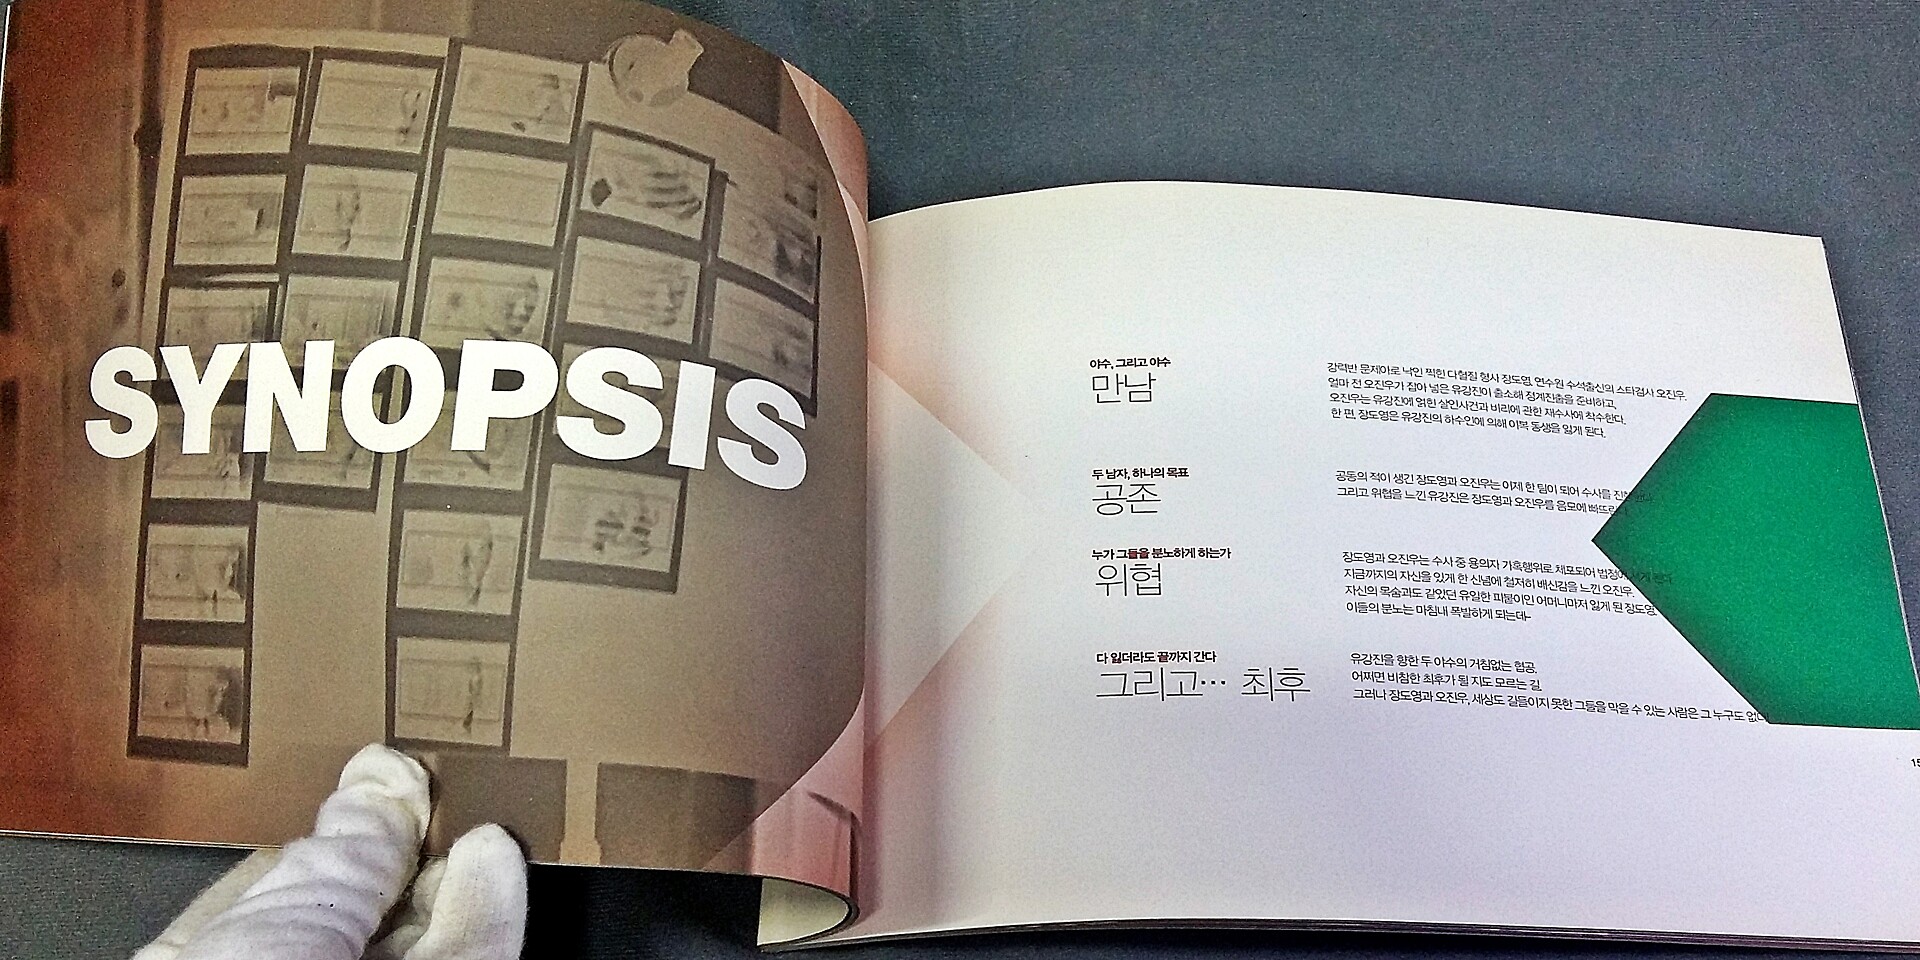 SYNOPSIS
야수, 그리고 야수
만남
강력반 문제아로 낙인 찍힌 다혈질 형사 장도영. 연수원 수석출신의 스타검사 오진우.
얼마 전 오진우가 잡아 넣은 유강진이 출소해 정계진출을 준비하고,
오진우는 유강진에 얽힌 살인사건과 비리에 관한 재수사에 착수한다.
한 편, 장도영은 유강진의 하수인에 의해 이복 동생을 잃게 된다.
두 남자, 하나의 목표
공존
공동의 적이 생긴 장도영과 오진우는 이제 한 팀이 되어 수사를
그리고 위협을 느낀 유강진은 장도영과 오진우를 음모에
누가 그들을 분노하게 하는가
위협
장도영과 오진우는 수사 중 용의자 가혹행위로 체포되어 법정에 서게 된다.
지금까지의 자신을 있게 한 신념에 철저히 배신감을 느낀 오진우.
자신의 목숨과도 같았던 유일한 피붙이인 어머니마저 잃게 된 장도영.
이들의 분노는 마침내 폭발하게 되는데-
다 잃더라도 끝까지 간다
그리고… 최후
유강진을 향한 두 야수의 거침없는 협공.
어쩌면 비참한 최후가 될 지도 모르는 길.
그러나 장도영과 오진우, 세상도 길들이지 못한 그들을 막을 수 있는 사람은 그 누구도 없다.